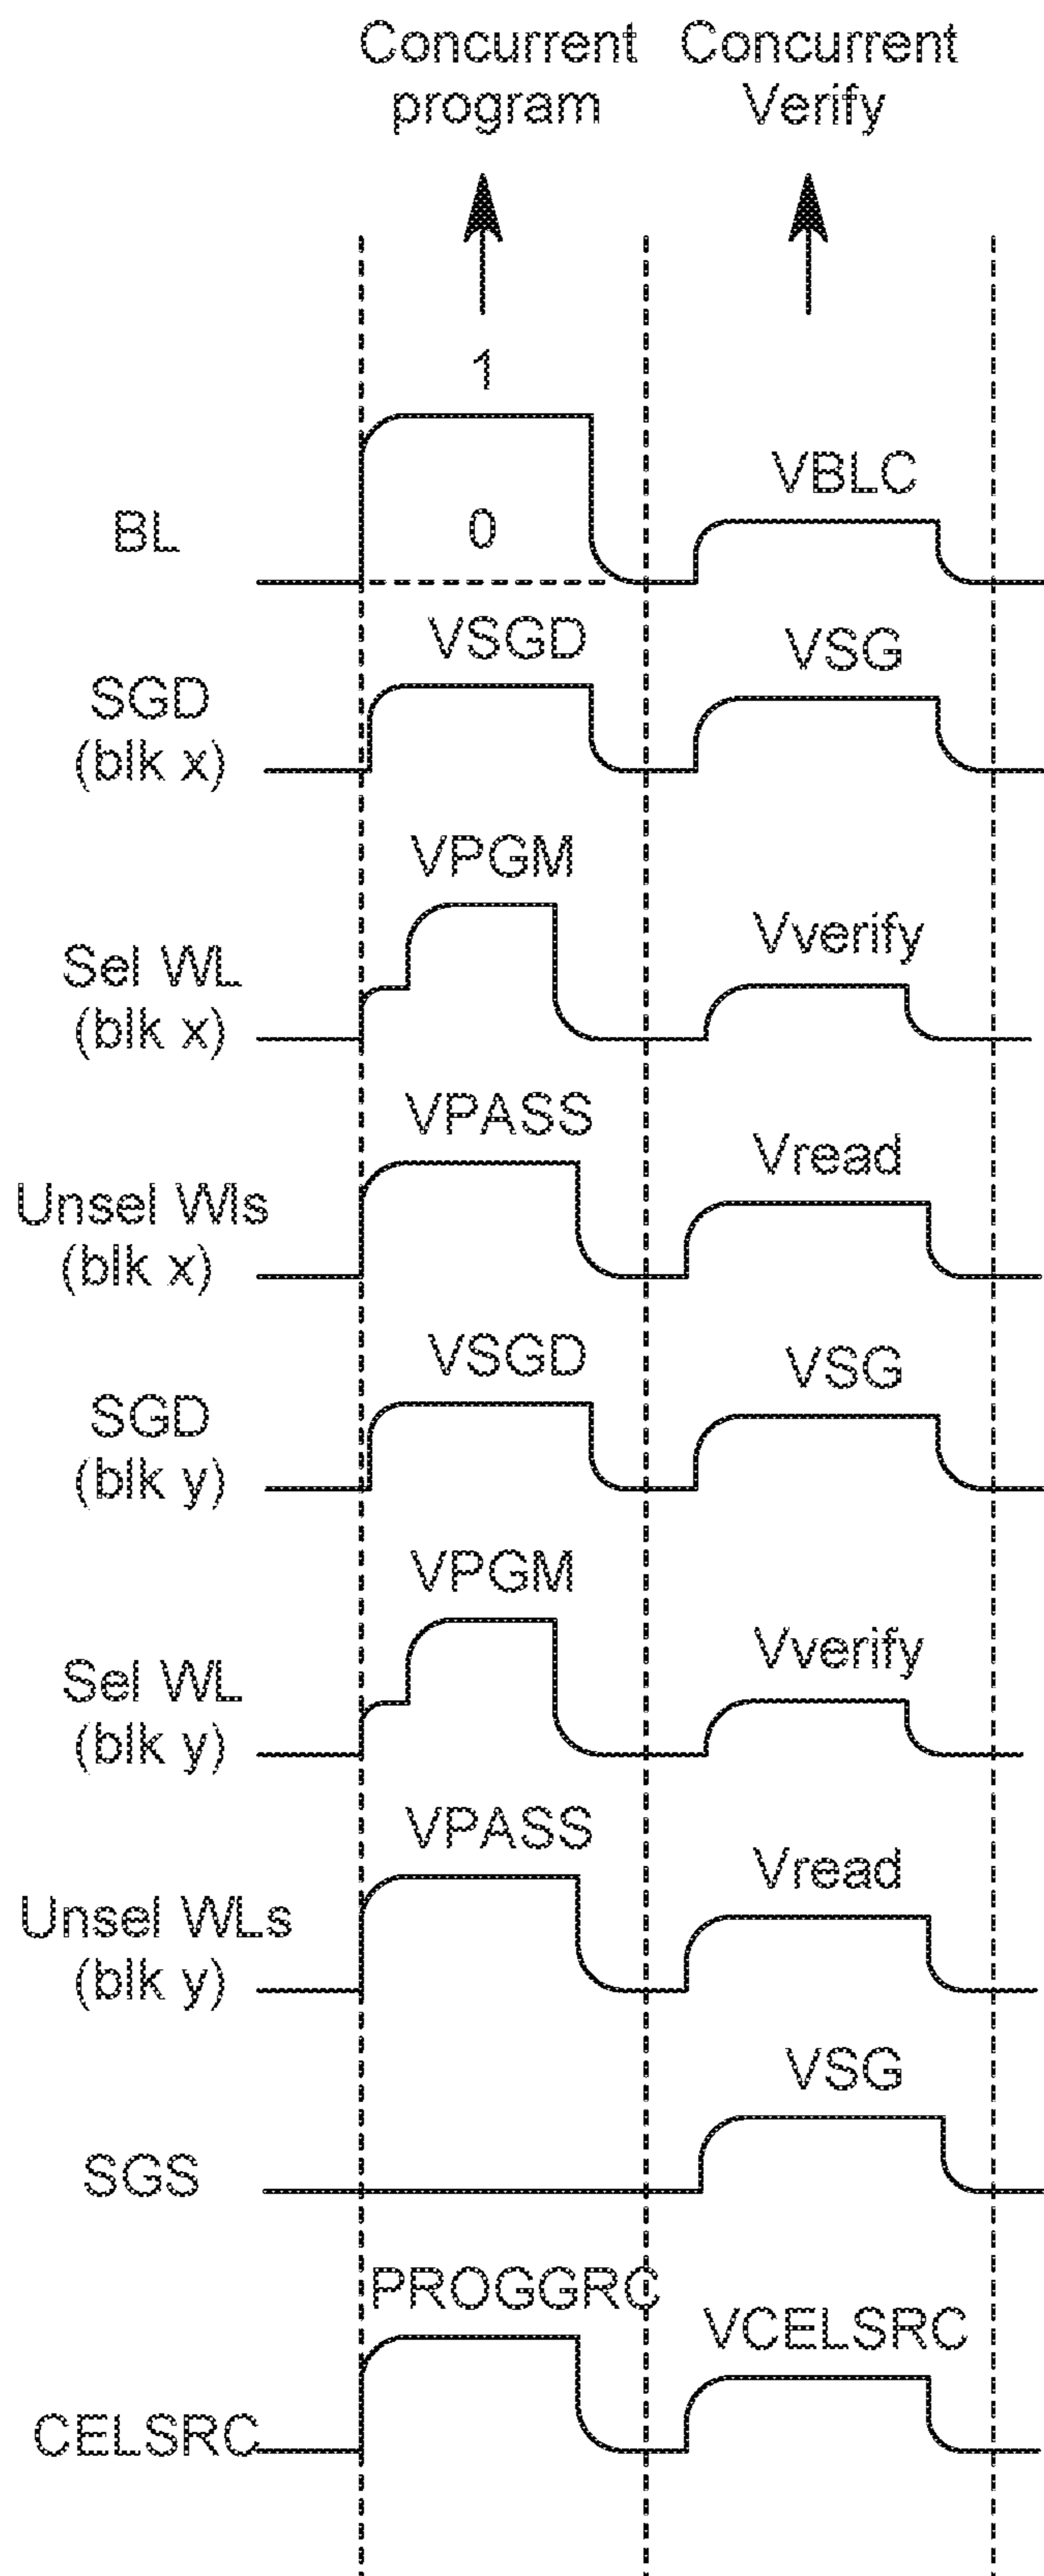 Concurrent program
Concurrent Verify
1
BL
0
VBLC
SGD
(blk x)
VSGD
VSG
Sel WL
(blk x)
VPGM
Vverify
Unsel Wls
(blk x)
VPASS
Vread
SGD
(blk y)
VSGD
VSG
Sel WL
(blk y)
VPGM
Vverify
Unsel WLs
(blk y)
VPASS
Vread
SGS
VSG
CELSRC
PROGGRC
VCELSRC